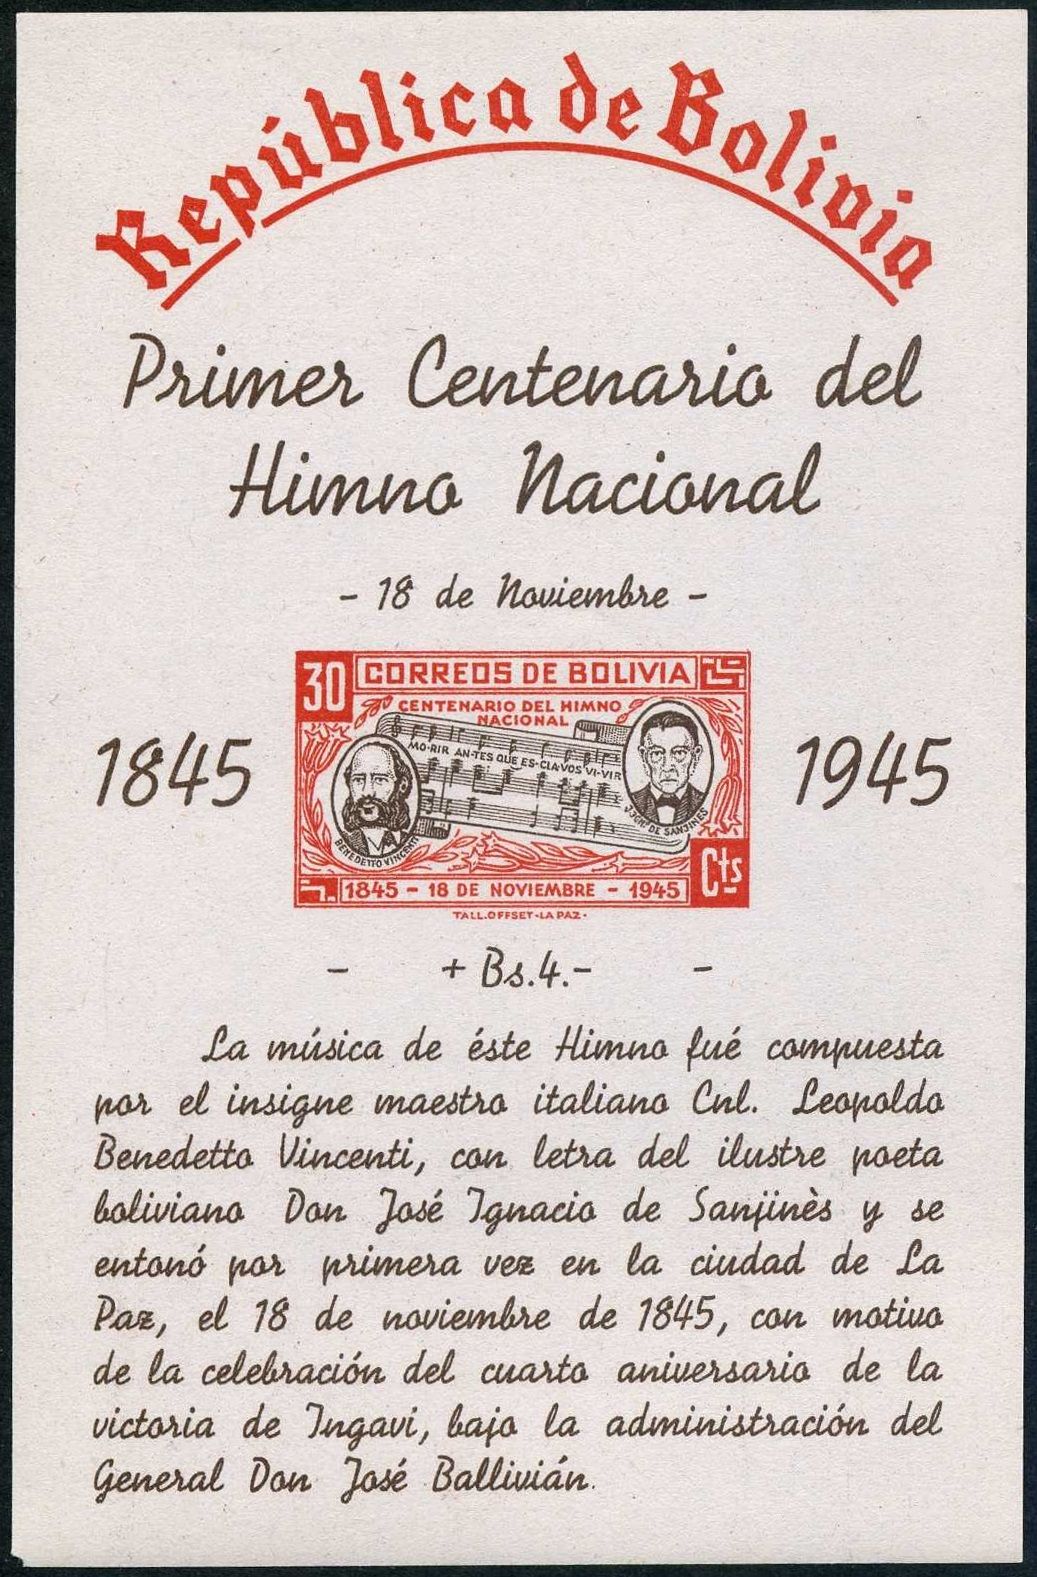 República de Bolivia
Primer Centenario del
Himno Nacional
- 18 de Noviembre -
30
CORREOS DE BOLIVIA
CENTENARIO DEL HIMNO
NACIONAL
MO-RIR AN-TES QUE ES-CLA-VOS VI-VIR
BENEDETTO VINCENTI
DE SANJINES
1845
1945
Cts
1845 - 18 DE NOVIEMBRE - 1945
TALL.OFFSET-LA PAZ-
- + Bs.4.- -
La música de éste Himno fué compuesta
por el insigne maestro italiano Cnl. Leopoldo
Benedetto Vincenti, con letra del ilustre poeta
boliviano Don José Ignacio de Sanjinès y se
entonó por primera vez en la ciudad de La
Paz, el 18 de noviembre de 1845, con motivo
de la celebración del cuarto aniversario de la
victoria de Ingavi, bajo la administración del
General Don José Ballivián.